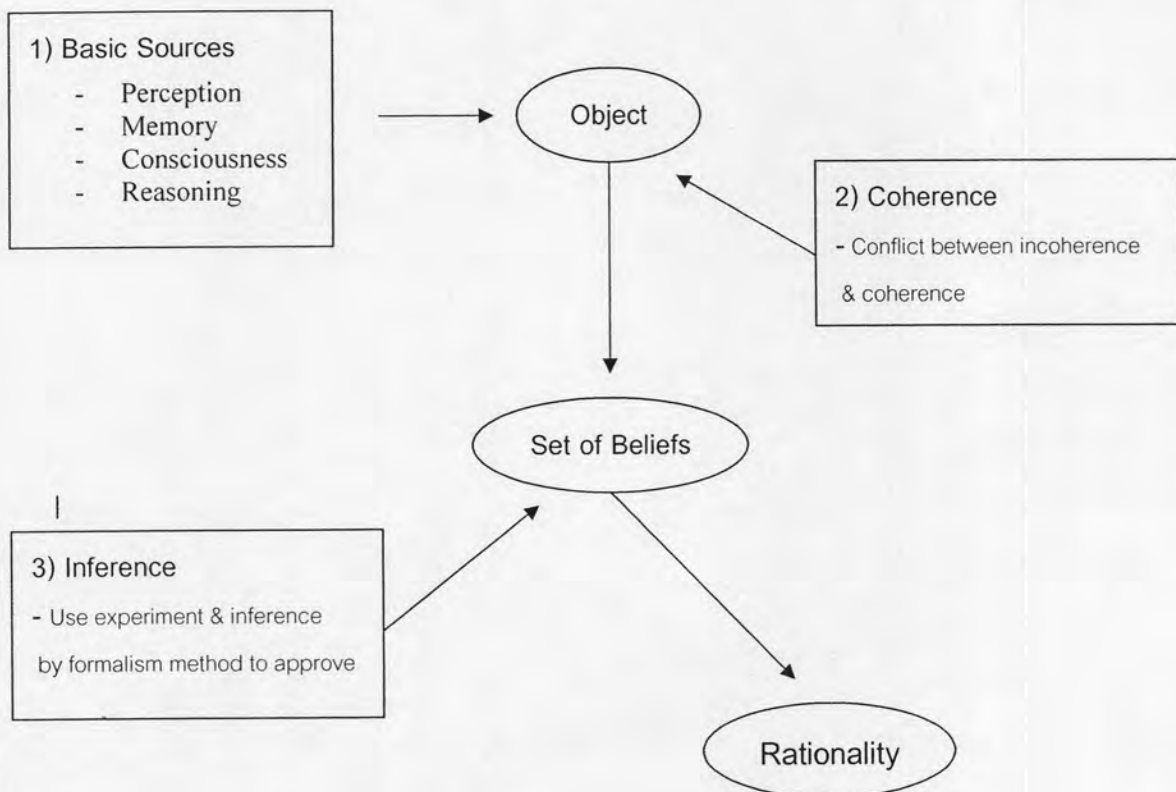 1) Basic Sources
- Perception
- Memory
- Consciousness
- Reasoning
Object
2) Coherence
- Conflict between incoherence
& coherence
Set of Beliefs
3) Inference
- Use experiment & inference
by formalism method to approve
Rationality